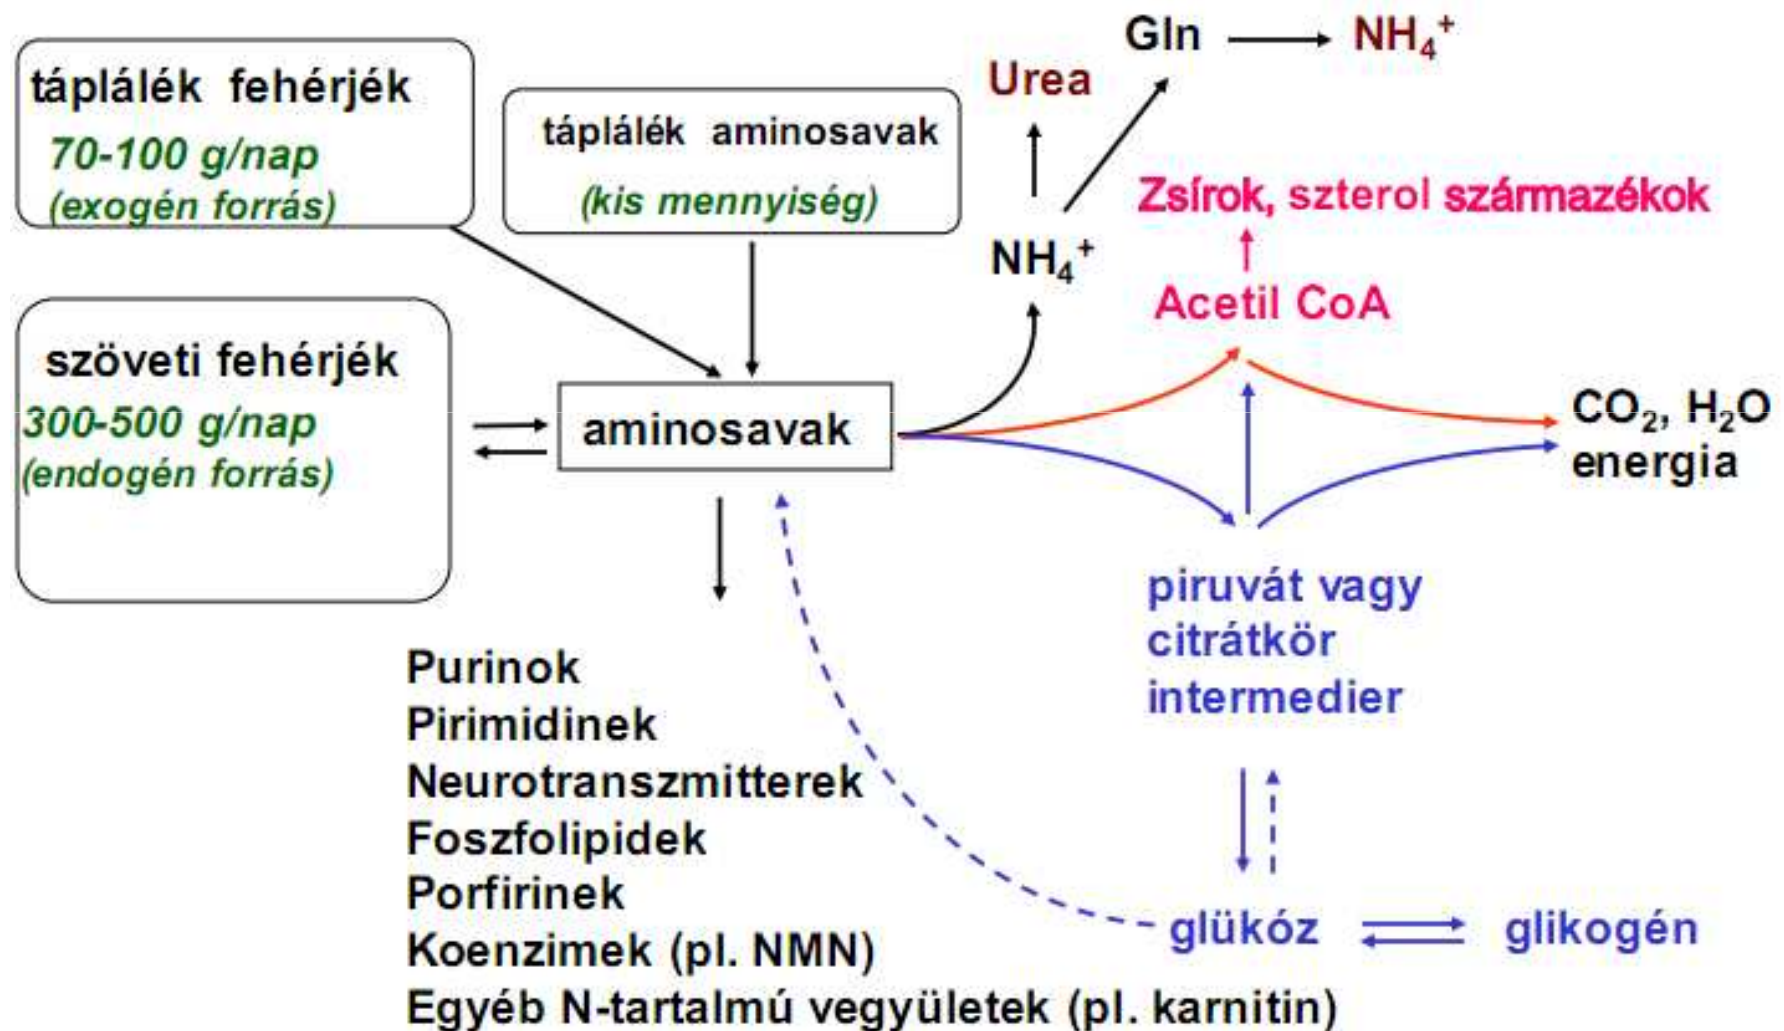 táplálék fehérjék
70-100 g/nap
(exogén forrás)
táplálék aminosavak
(kis mennyiség)
szöveti fehérjék
300-500 g/nap
(endogén forrás)
aminosavak
Urea
Gln
NH₄⁺
NH₄⁺
Zsírok, szterol származékok
Acetil CoA
CO₂, H₂O
energia
piruvát vagy
citrátkör
intermedier
glükóz
glikogén
Purinok
Pirimidinek
Neurotranszmitterek
Foszfolipidek
Porfirinek
Koenzimek (pl. NMN)
Egyéb N-tartalmú vegyületek (pl. karnitin)